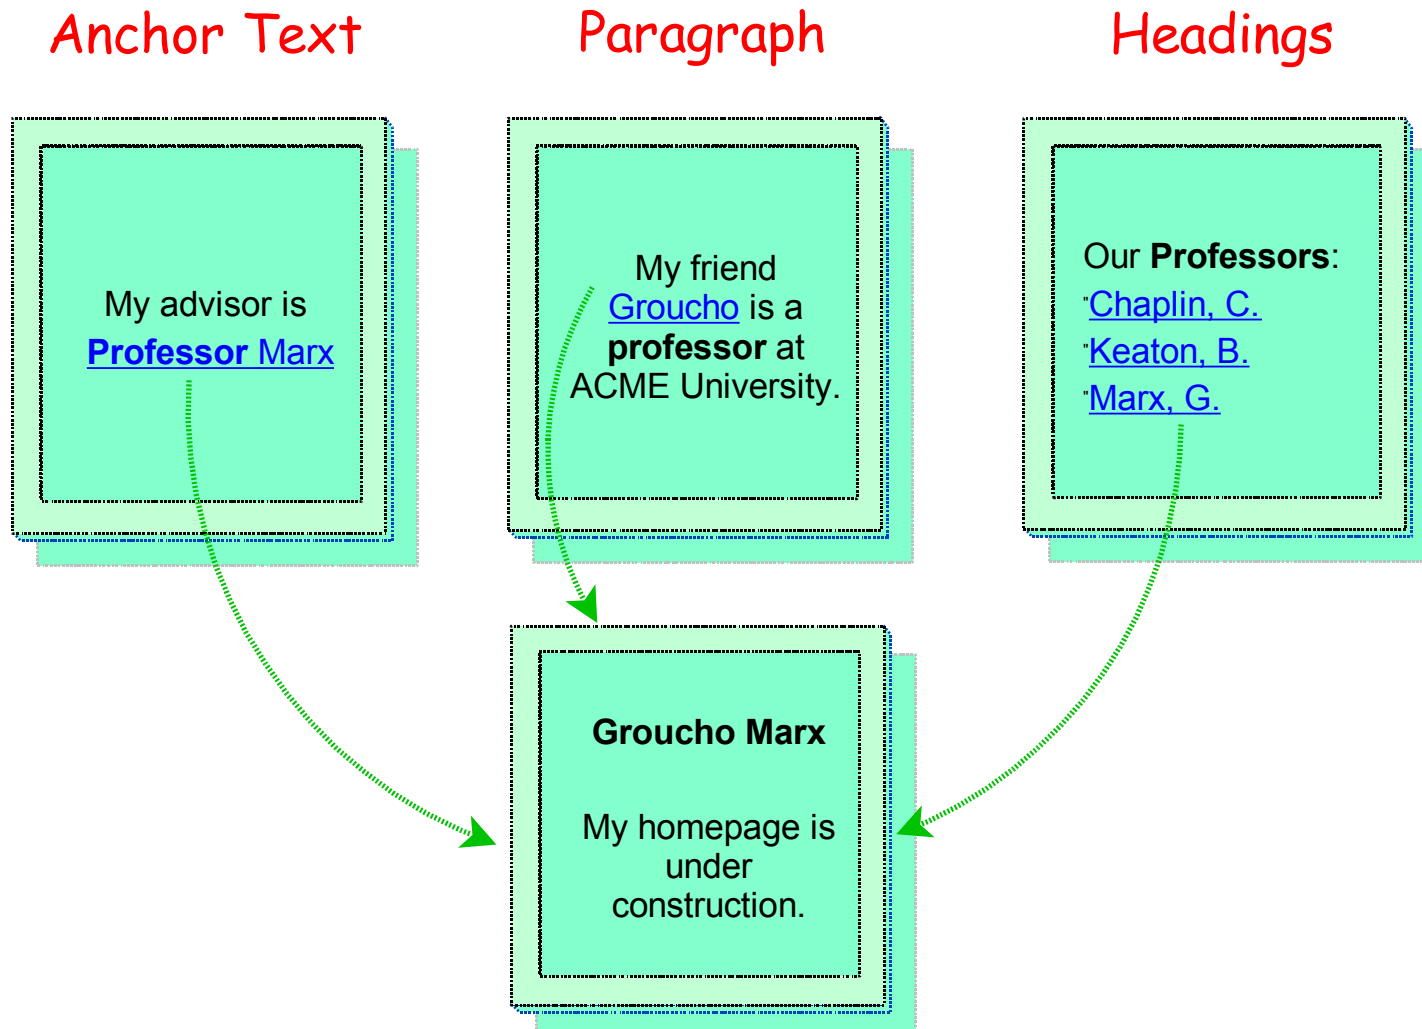 Anchor Text
Paragraph
Headings
My advisor is
Professor Marx
My friend
Groucho is a
professor at
ACME University.
Our Professors:
"Chaplin, C.
"Keaton, B.
"Marx, G.
Groucho Marx
My homepage is
under
construction.